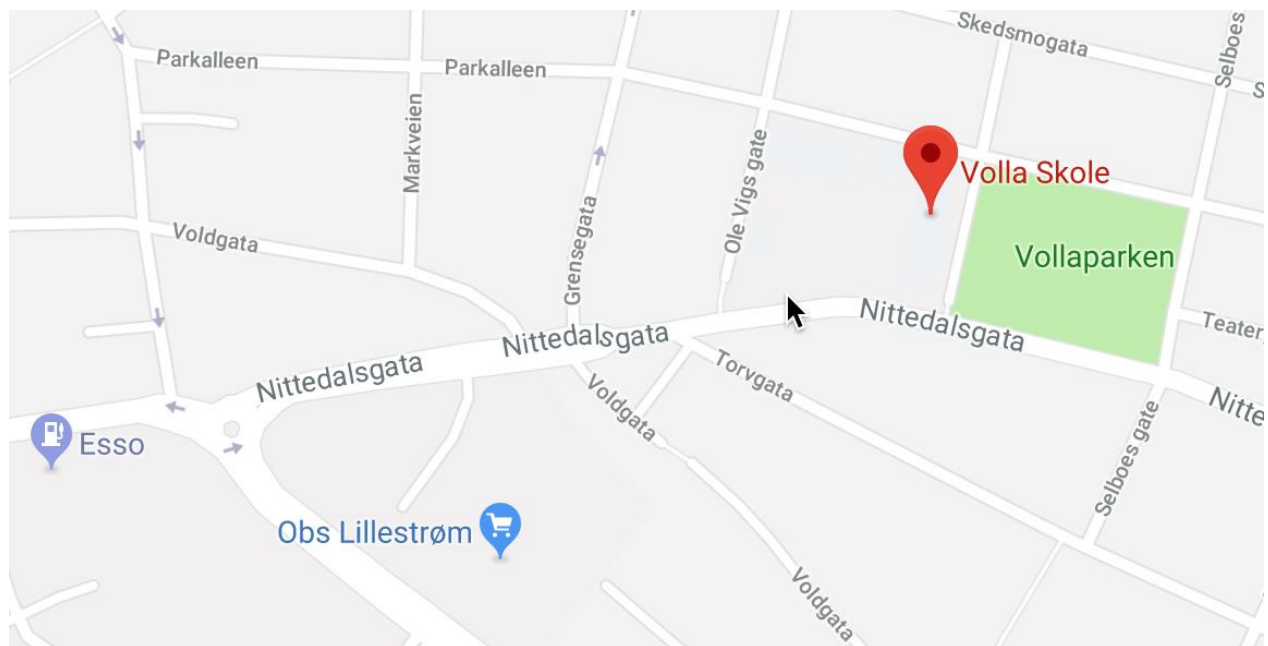 Skedsmogata
Selboes
S
Parkalleen
Parkalleen
Markveien
Ole Vigs gate
Volla Skole
Grensegata
Voldgata
Vollaparken
Nittedalsgata
Teater
Nittedalsgata
Nittedalsgata
Torvgata
Nitte
Voldgata
Selboes gate
Esso
Obs Lillestrøm
Voldgata